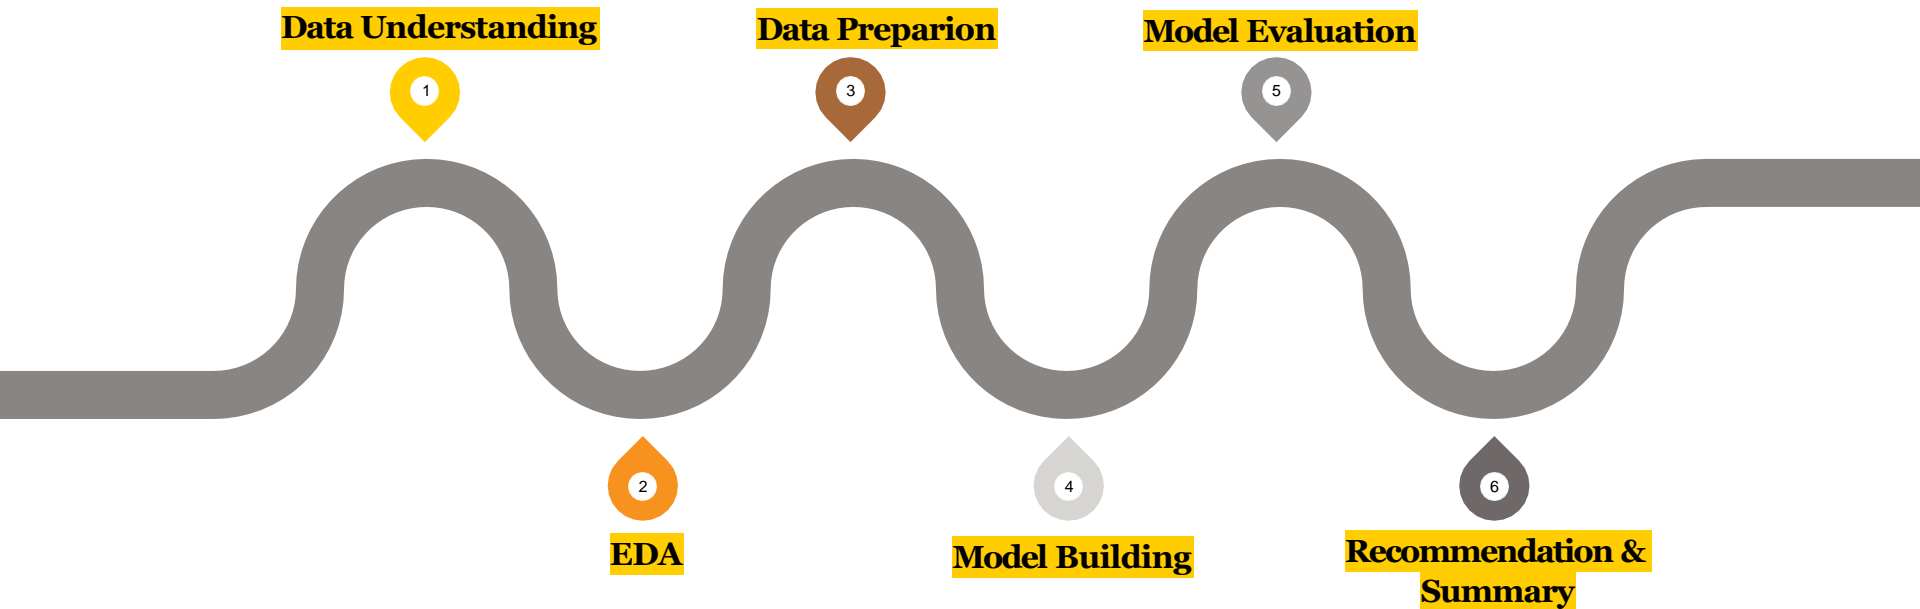 Data Understanding
1
Data Preparion
3
Model Evaluation
5
2
EDA
4
Model Building
6
Recommendation &
Summary